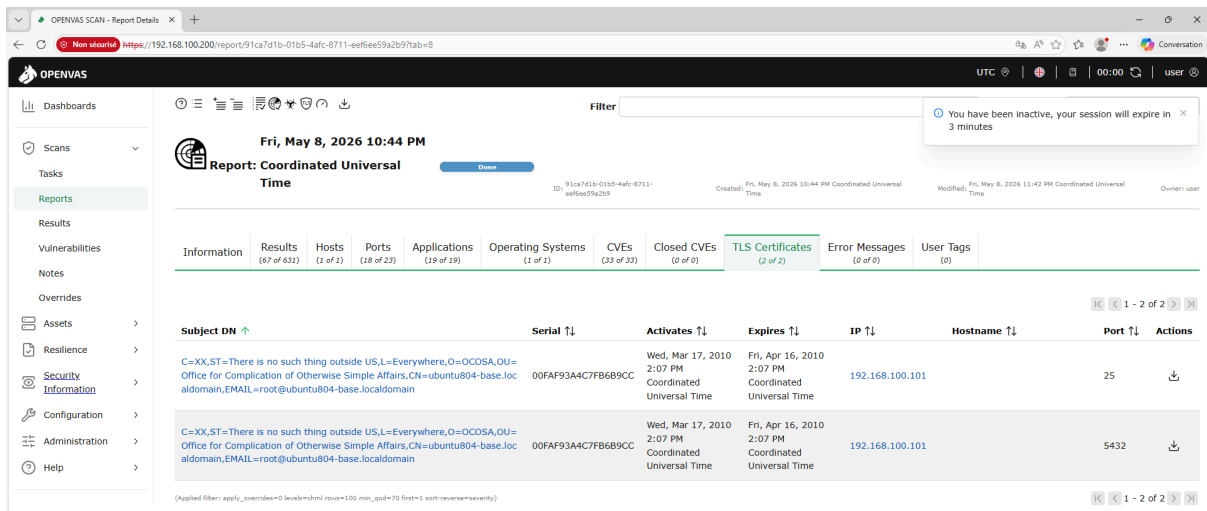 OPENVAS SCAN - Report Details
Non sécurisé https://192.168.100.200/report/91ca7d1b-01b5-4afc-8711-eef6ee59a2b9?tab=8
Conversation
OPENVAS
UTC
00:00
user
Dashboards
Scans
Tasks
Reports
Results
Vulnerabilities
Notes
Overrides
Assets
Resilience
Security
Information
Configuration
Administration
Help
Filter
You have been inactive, your session will expire in
3 minutes
Fri, May 8, 2026 10:44 PM
Report: Coordinated Universal
Time
Done
ID: 91ca7d1b-01b5-4afc-8711-
eef6ee59a2b9
Created: Fri, May 8, 2026 10:44 PM Coordinated Universal
Time
Modified: Fri, May 8, 2026 11:42 PM Coordinated Universal
Time
Owner: user
Information
Results
(67 of 631)
Hosts
(1 of 1)
Ports
(18 of 23)
Applications
(19 of 19)
Operating Systems
(1 of 1)
CVEs
(33 of 33)
Closed CVEs
(0 of 0)
TLS Certificates
(2 of 2)
Error Messages
(0 of 0)
User Tags
(0)
1 - 2 of 2
Subject DN Serial Activates Expires IP Hostname Port Actions
C=XX,ST=There is no such thing outside US,L=Everywhere,O=OCOSA,OU=
Office for Complication of Otherwise Simple Affairs,CN=ubuntu804-base.loc
aldomain,EMAIL=root@ubuntu804-base.localdomain
00FAF93A4C7FB6B9CC
Wed, Mar 17, 2010
2:07 PM
Coordinated
Universal Time
Fri, Apr 16, 2010
2:07 PM
Coordinated
Universal Time
192.168.100.101
25
C=XX,ST=There is no such thing outside US,L=Everywhere,O=OCOSA,OU=
Office for Complication of Otherwise Simple Affairs,CN=ubuntu804-base.loc
aldomain,EMAIL=root@ubuntu804-base.localdomain
00FAF93A4C7FB6B9CC
Wed, Mar 17, 2010
2:07 PM
Coordinated
Universal Time
Fri, Apr 16, 2010
2:07 PM
Coordinated
Universal Time
192.168.100.101
5432
(Applied filter: apply_overrides=0 levels=chml rows=100 min_qod=70 first=1 sort-reverse=severity)
1 - 2 of 2